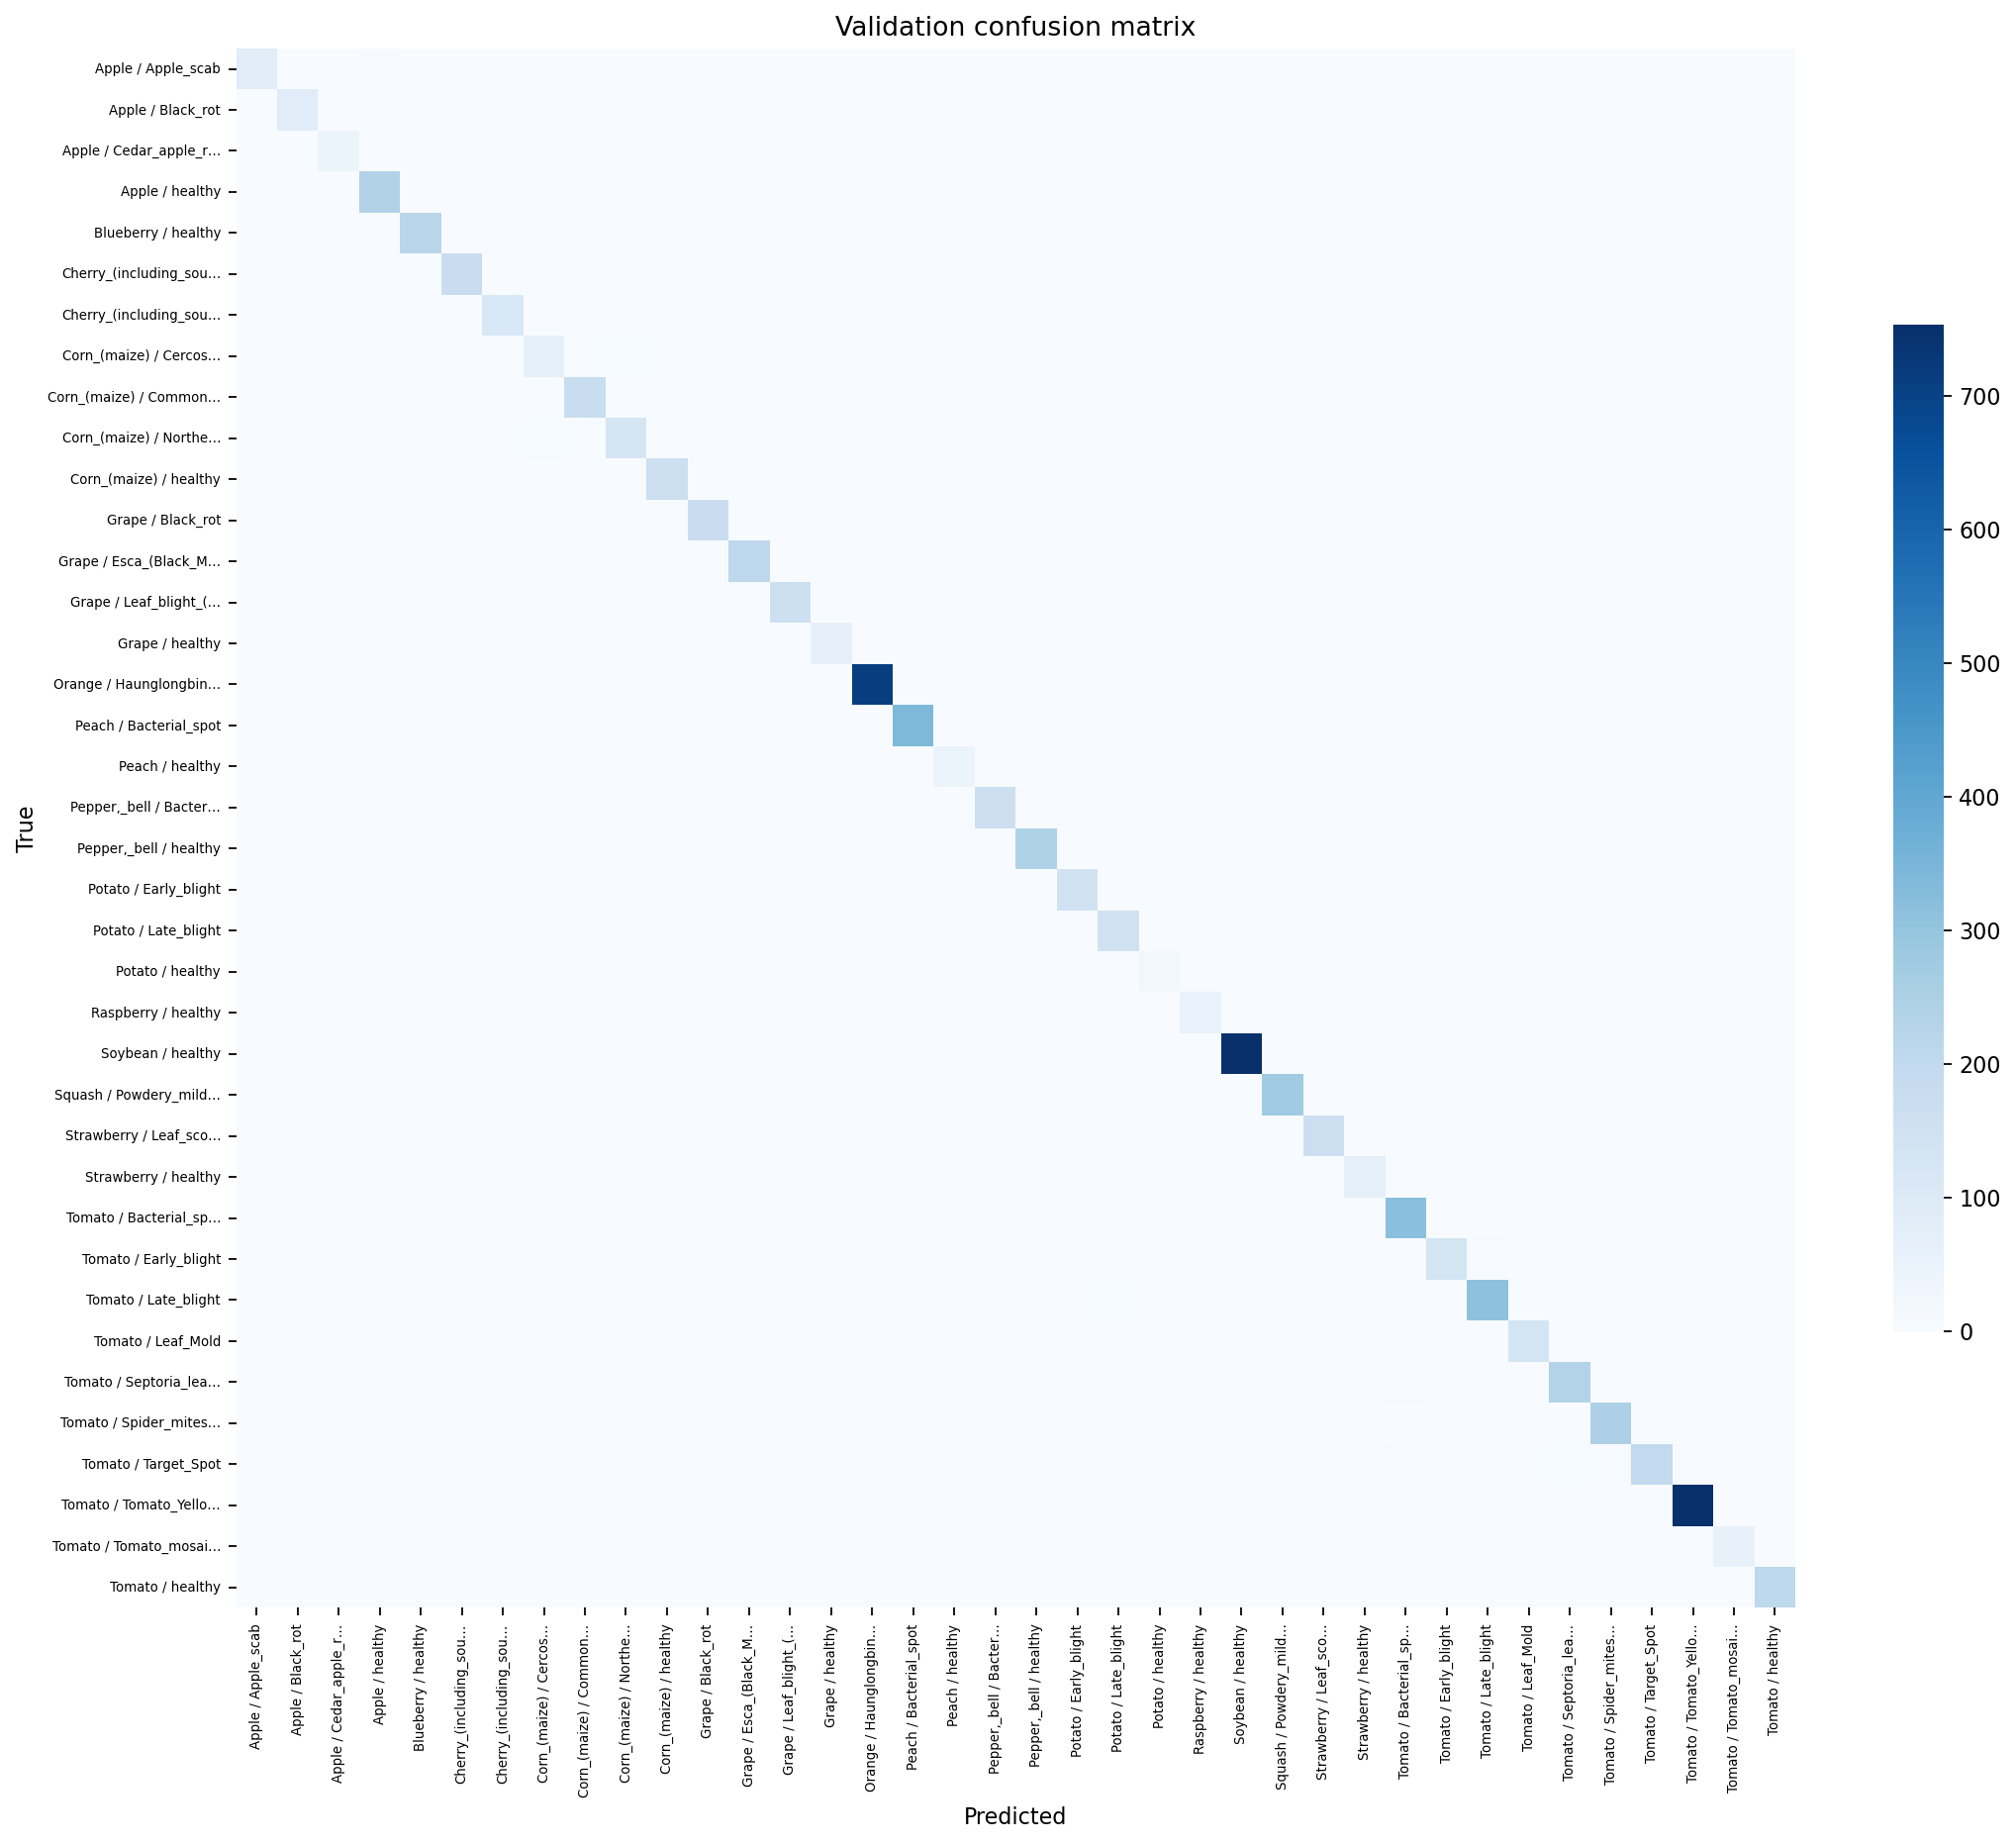 Validation confusion matrix
Apple / Apple_scab
Apple / Black_rot
Apple / Cedar_apple_r...
Apple / healthy
Blueberry / healthy
Cherry_(including_sou...
Cherry_(including_sou...
Corn_(maize) / Cercos...
Corn_(maize) / Common...
Corn_(maize) / Northe...
Corn_(maize) / healthy
Grape / Black_rot
Grape / Esca_(Black_M...
Grape / Leaf_blight_(...
Grape / healthy
Orange / Haunglongbin...
Peach / Bacterial_spot
Peach / healthy
Pepper,_bell / Bacter...
Pepper,_bell / healthy
Potato / Early_blight
Potato / Late_blight
Potato / healthy
Raspberry / healthy
Soybean / healthy
Squash / Powdery_mild...
Strawberry / Leaf_sco...
Strawberry / healthy
Tomato / Bacterial_sp...
Tomato / Early_blight
Tomato / Late_blight
Tomato / Leaf_Mold
Tomato / Septoria_lea...
Tomato / Spider_mites...
Tomato / Target_Spot
Tomato / Tomato_Yello...
Tomato / Tomato_mosai...
Tomato / healthy
True
Apple / Apple_scab
Apple / Black_rot
Apple / Cedar_apple_r...
Apple / healthy
Blueberry / healthy
Cherry_(including_sou...
Cherry_(including_sou...
Corn_(maize) / Cercos...
Corn_(maize) / Common...
Corn_(maize) / Northe...
Corn_(maize) / healthy
Grape / Black_rot
Grape / Esca_(Black_M...
Grape / Leaf_blight_(...
Grape / healthy
Orange / Haunglongbin...
Peach / Bacterial_spot
Peach / healthy
Pepper,_bell / Bacter...
Pepper,_bell / healthy
Potato / Early_blight
Potato / Late_blight
Potato / healthy
Raspberry / healthy
Soybean / healthy
Squash / Powdery_mild...
Strawberry / Leaf_sco...
Strawberry / healthy
Tomato / Bacterial_sp...
Tomato / Early_blight
Tomato / Late_blight
Tomato / Leaf_Mold
Tomato / Septoria_lea...
Tomato / Spider_mites...
Tomato / Target_Spot
Tomato / Tomato_Yello...
Tomato / Tomato_mosai...
Tomato / healthy
Predicted
700
600
500
400
300
200
100
0